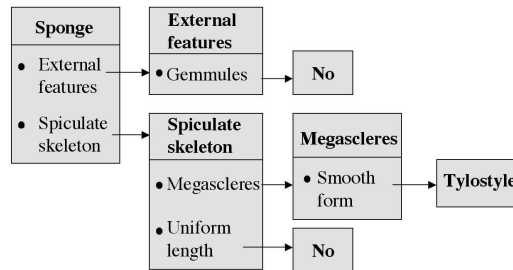 Sponge
External
features
Spiculate
skeleton
External
features
Gemmules
No
Spiculate
skeleton
Megascleres
Uniform
length
Megascleres
Smooth
form
Tylostyle
No